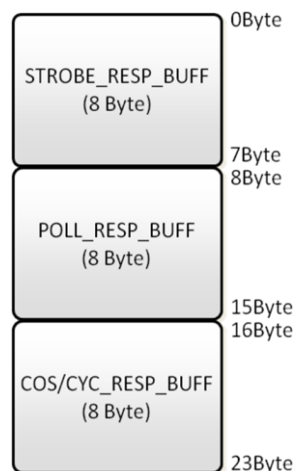 0Byte
STROBE_RESP_BUFF
(8 Byte)
7Byte
8Byte
POLL_RESP_BUFF
(8 Byte)
15Byte
16Byte
COS/CYC_RESP_BUFF
(8 Byte)
23Byte